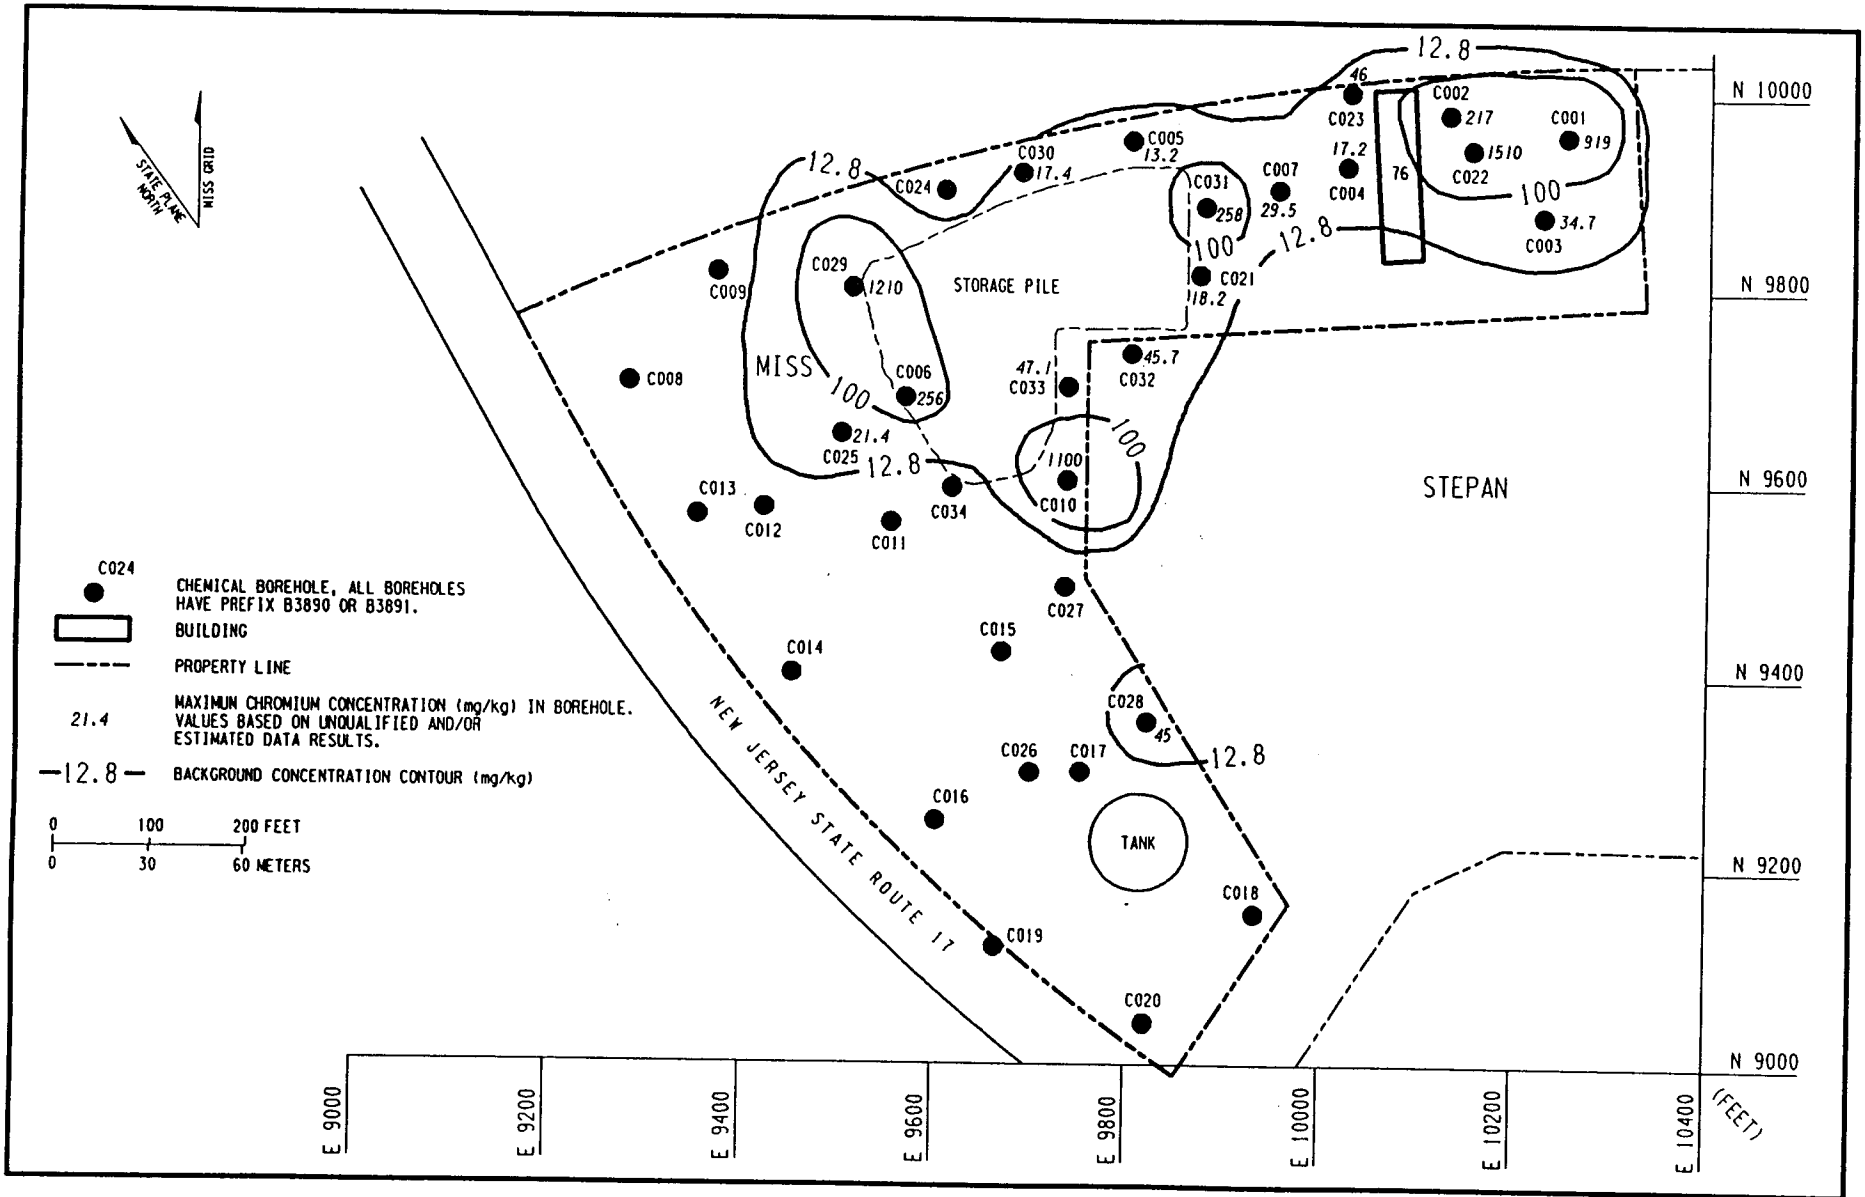 12.8
46
C002
217
C001
919
N 10000
C023
C005
13.2
C030
17.4
12.8
C024
17.2
C004
76
1510
C022
100
C031
258
C007
29.5
34.7
C003
12.8
100
STATE PLANE
NORTH
MISS GRID
C009
C029
1210
STORAGE PILE
C021
18.2
N 9800
C008
MISS
C006
256
100
47.1
C033
45.7
C032
21.4
C025
12.8
100
1100
C010
STEPAN
N 9600
C013
C012
C011
C034
C024
CHEMICAL BOREHOLE, ALL BOREHOLES
HAVE PREFIX B3890 OR B3891.
BUILDING
PROPERTY LINE
21.4
MAXIMUN CHROMIUM CONCENTRATION (mg/kg) IN BOREHOLE.
VALUES BASED ON UNQUALIFIED AND/OR
ESTIMATED DATA RESULTS.
12.8
BACKGROUND CONCENTRATION CONTOUR (mg/kg)
0 100 200 FEET
0 30 60 METERS
C027
C015
C014
N 9400
C028
45
12.8
C026
C017
C016
TANK
NEW JERSEY STATE ROUTE 17
N 9200
C018
C019
C020
N 9000
(FEET)
E 9000
E 9200
E 9400
E 9600
E 9800
E 10000
E 10200
E 10400